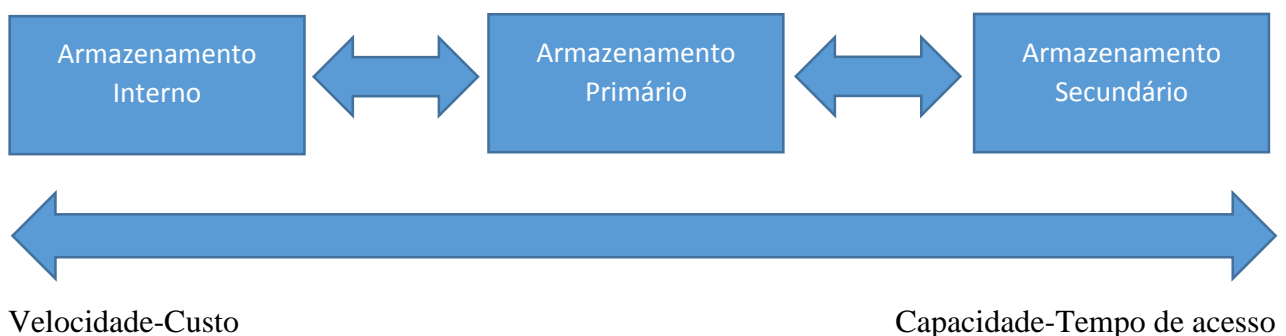 Armazenamento
Interno
Armazenamento
Primário
Armazenamento
Secundário
Velocidade-Custo
Capacidade-Tempo de acesso